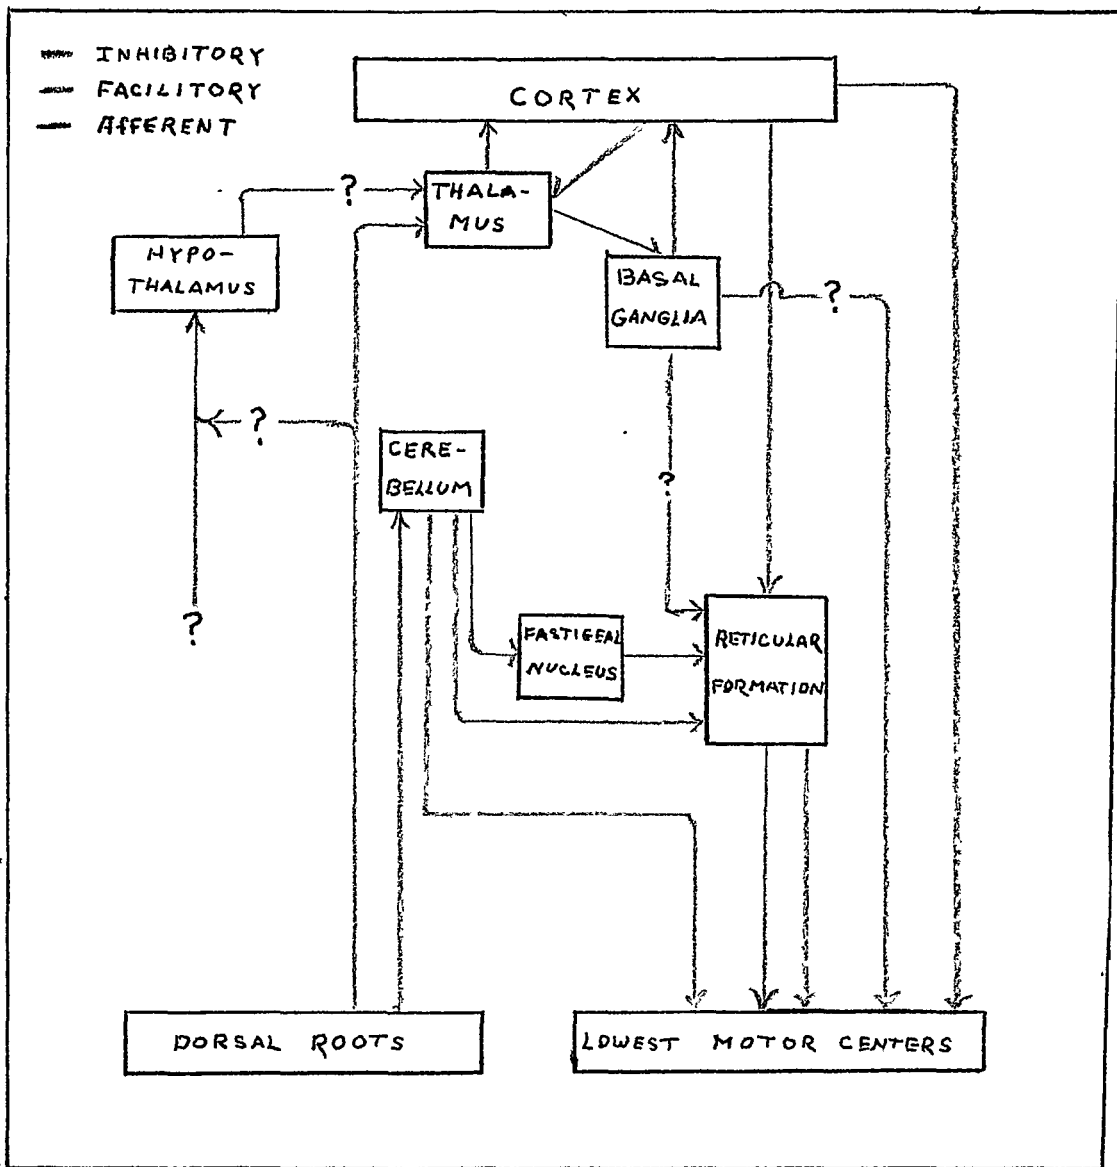 INHIBITORY
FACILITORY
AFFERENT
CORTEX
?
THALA-
MUS
HYPO-
THALAMUS
BASAL
GANGLIA
?
?
CERE-
BELLUM
?
?
FASTIGEAL
NUCLEUS
RETICULAR
FORMATION
DORSAL ROOTS
LOWEST MOTOR CENTERS